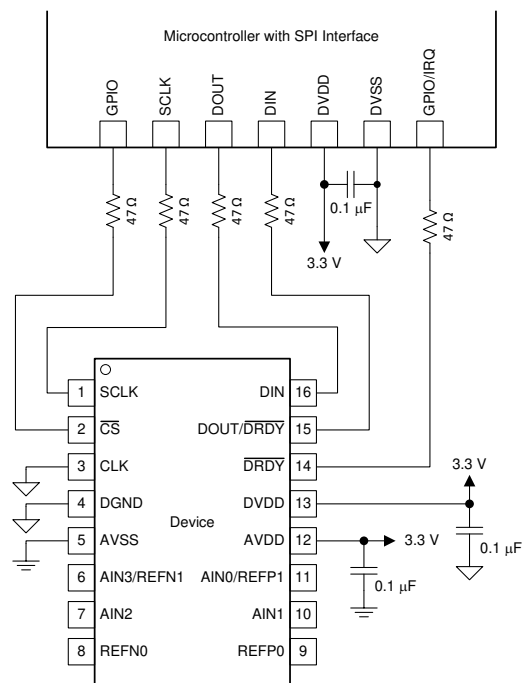 Microcontroller with SPI Interface
GPIO
SCLK
DOUT
DIN
DVDD
DVSS
GPIO/IRQ
47 Ω
47 Ω
47 Ω
47 Ω
0.1 μF
47 Ω
3.3 V
1 SCLK DIN 16
2 CS DOUT/DRDY 15
3 CLK DRDY 14
3.3 V
4 DGND DVDD 13
Device
5 AVSS AVDD 12
3.3 V
0.1 μF
6 AIN3/REFN1 AIN0/REFP1 11
0.1 μF
7 AIN2 AIN1 10
8 REFN0 REFP0 9